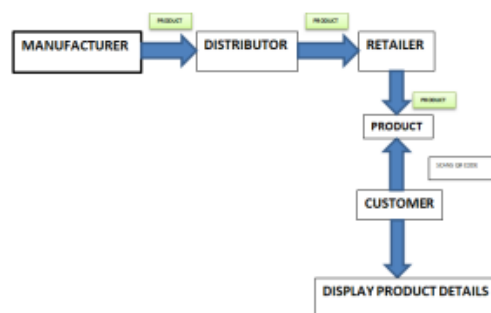 PRODUCT
PRODUCT
MANUFACTURER
DISTRIBUTOR
RETAILER
PRODUCT
PRODUCT
SCANS QR CODE
CUSTOMER
DISPLAY PRODUCT DETAILS